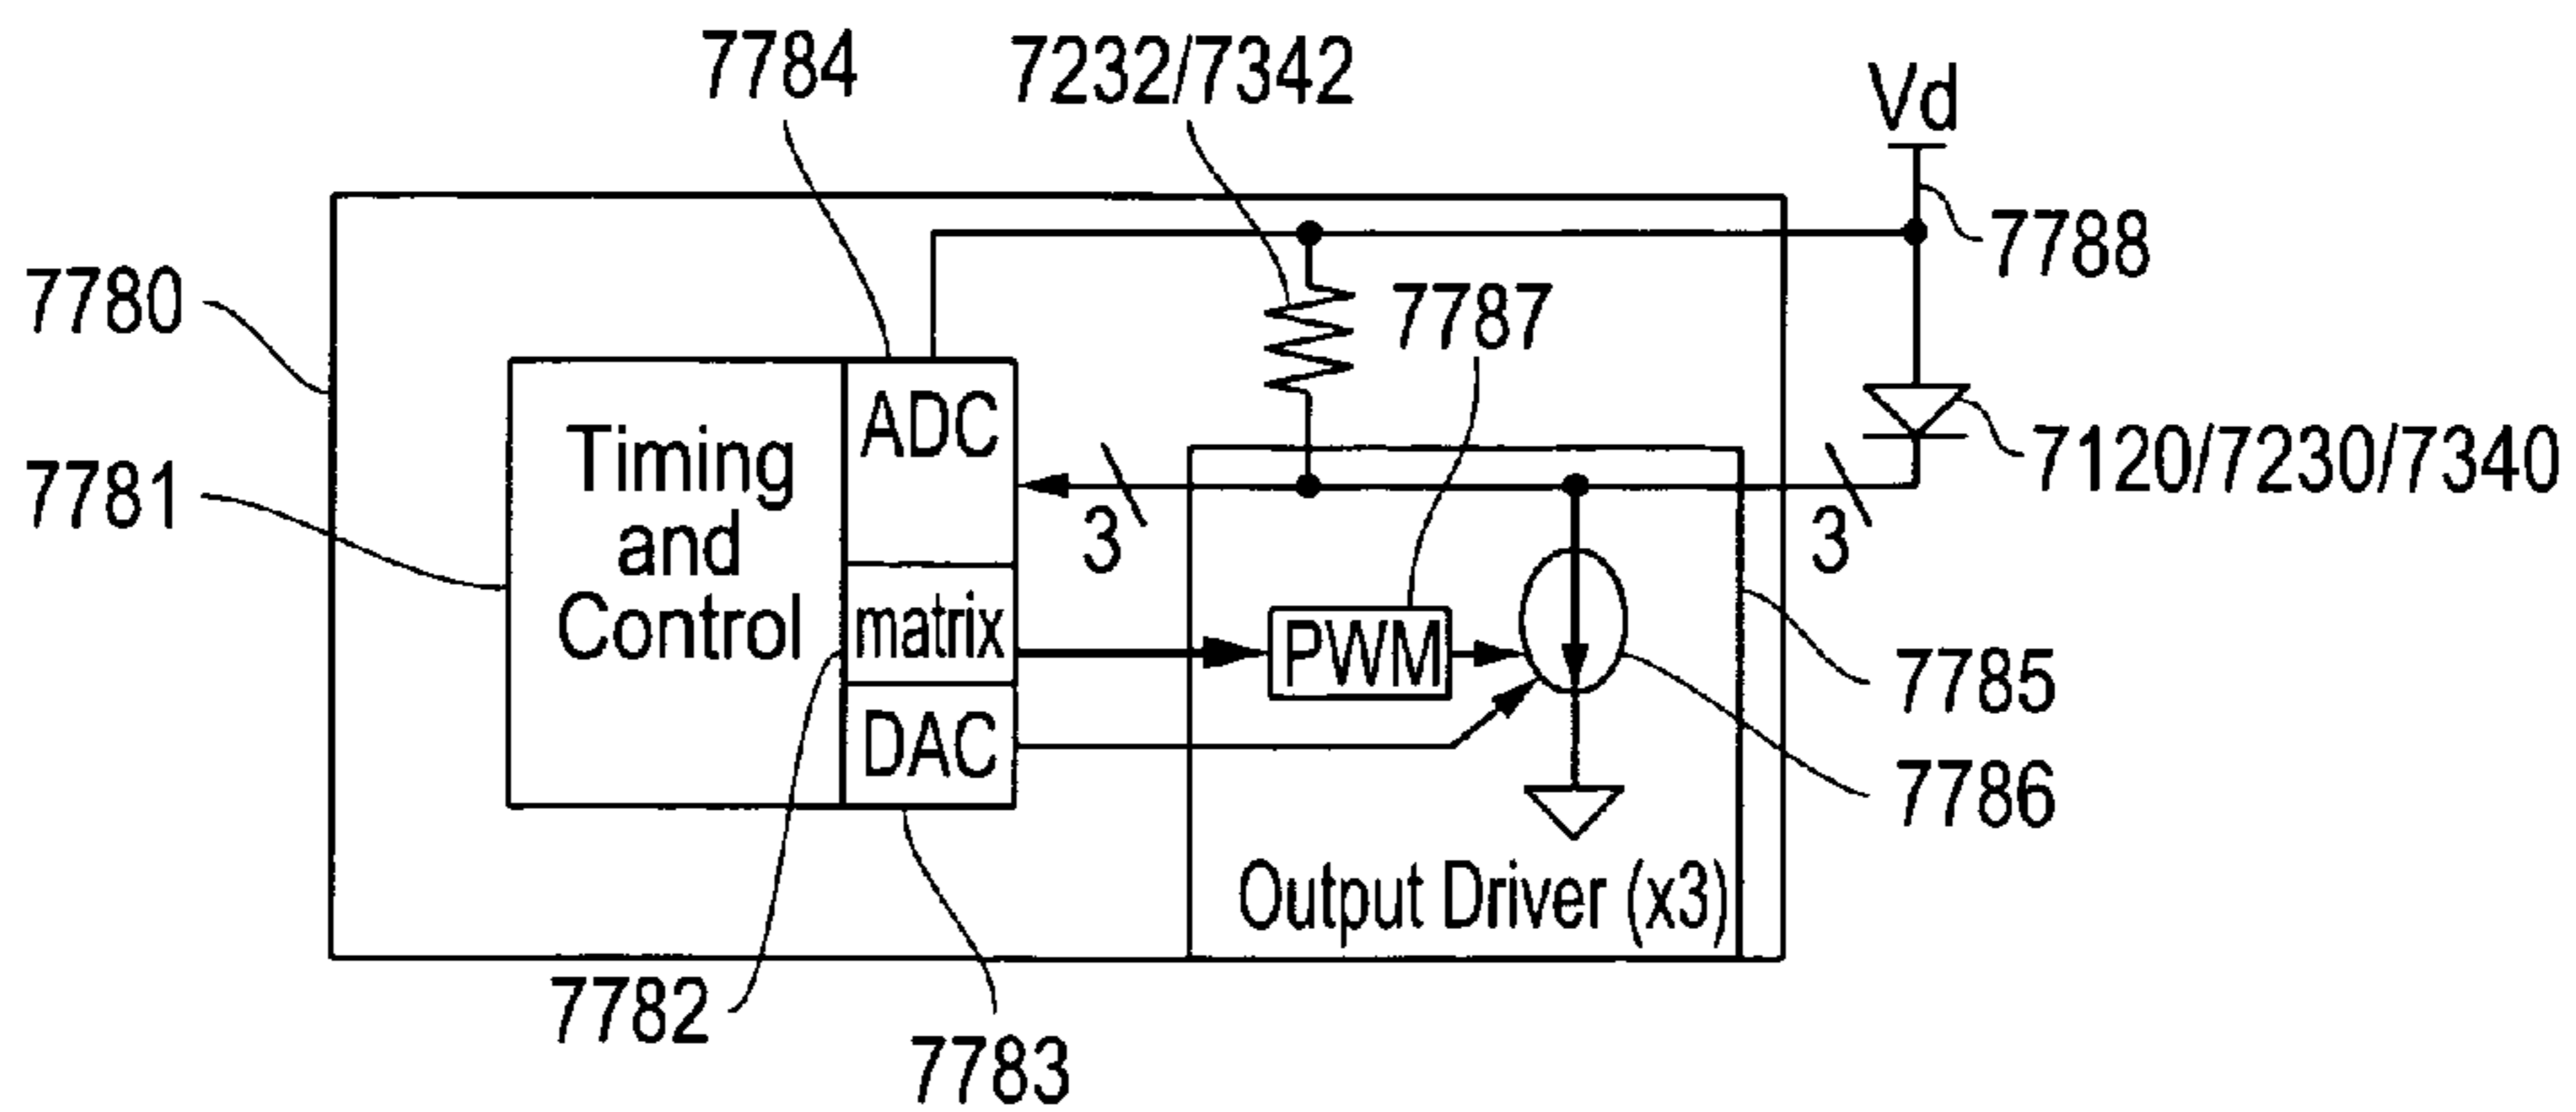 7784
7232/7342
Vd
7788
7780
7787
ADC
Timing
and
Control
7120/7230/7340
7781
3
3
matrix
PWM
7785
DAC
7786
Output Driver (x3)
7782
7783